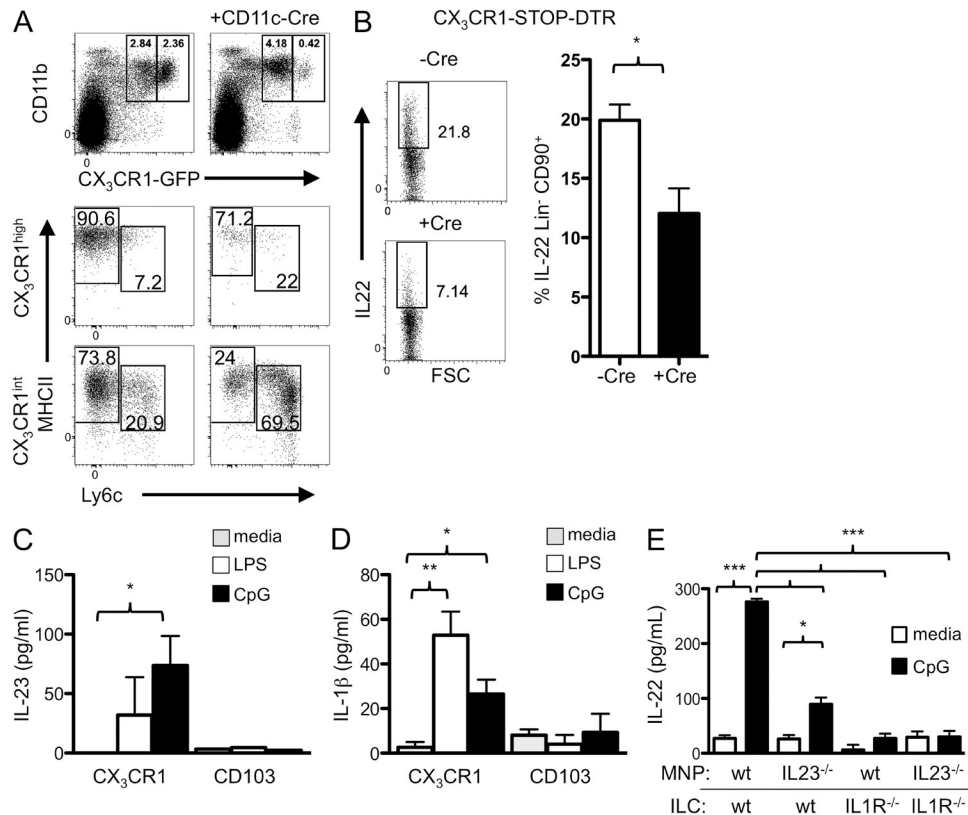 A
+CD11c-Cre
2.84 2.36
4.18 0.42
CD11b
0
0
CX3CR1-GFP
CX3CR1high
90.6
7.2
71.2
22
0
CX3CR1int
MHCII
73.8
20.9
24
69.5
0
0
Ly6c
B
CX3CR1-STOP-DTR
-Cre
21.8
0
0
+Cre
7.14
0
0
IL22
FSC
*
% IL-22 Lin- CD90+
25
20
15
10
5
0
-Cre +Cre
C
media
LPS
CpG
*
IL-23 (pg/ml)
150
100
50
0
CX3CR1 CD103
D
media
LPS
CpG
*
**
IL-1β (pg/ml)
80
60
40
20
0
CX3CR1 CD103
E
***
***
*
media
CpG
IL-22 (pg/mL)
300
200
100
0
MNP: wt IL23-/- wt IL23-/-
ILC: wt wt IL1R-/- IL1R-/-